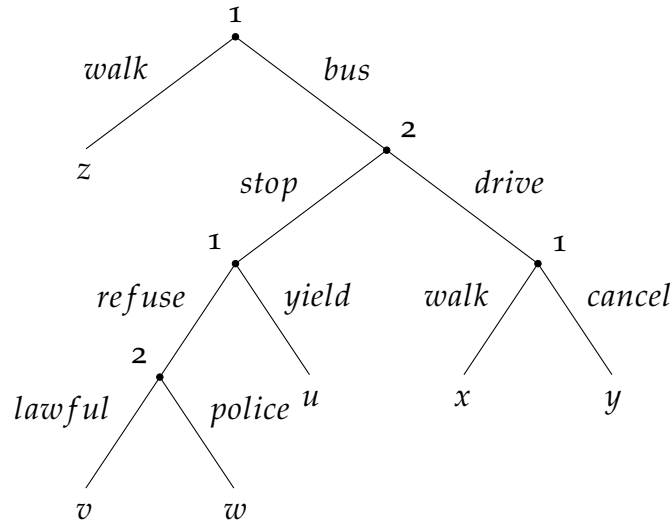 1
walk bus
2
z
stop drive
1 1
refuse yield walk cancel
2
lawful police u x y
v w